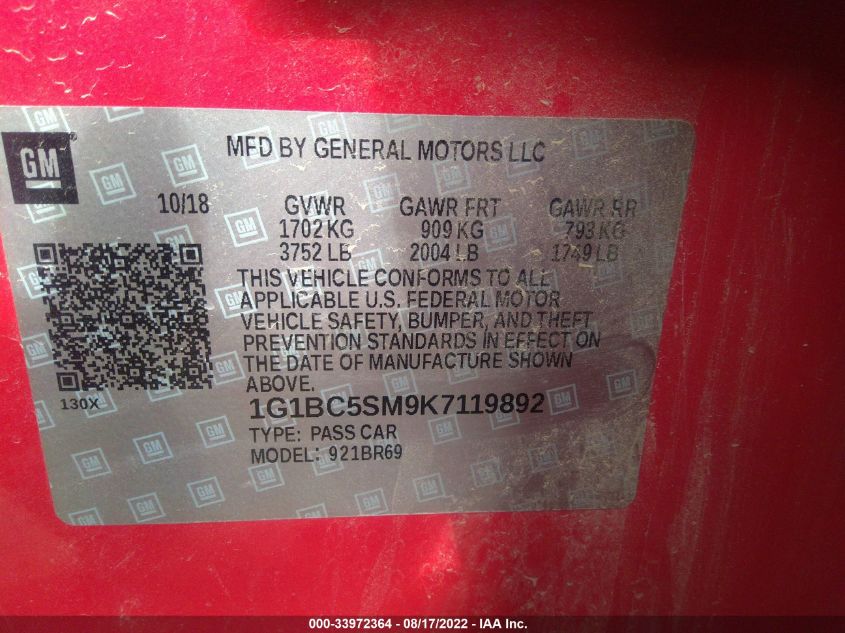 GM
MFD BY GENERAL MOTORS LLC
10/18 GVWR GAWR FRT GAWR RR
1702 KG 909 KG 793 KG
3752 LB 2004 LB 1749 LB
THIS VEHICLE CONFORMS TO ALL
APPLICABLE U.S. FEDERAL MOTOR
VEHICLE SAFETY, BUMPER, AND THEFT
PREVENTION STANDARDS IN EFFECT ON
THE DATE OF MANUFACTURE SHOWN
ABOVE.
130X
1G1BC5SM9K7119892
TYPE: PASS CAR
MODEL: 921BR69
000-33972364 - 08/17/2022 - IAA Inc.